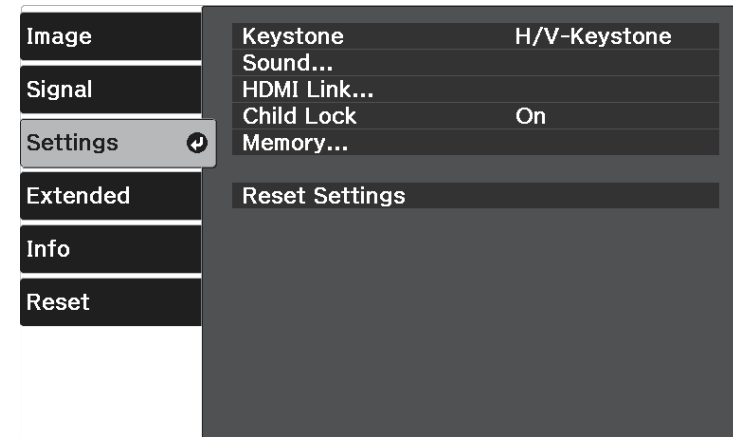 Image
Signal
Settings
Extended
Info
Reset
Keystone H/V-Keystone
Sound...
HDMI Link...
Child Lock On
Memory...
Reset Settings